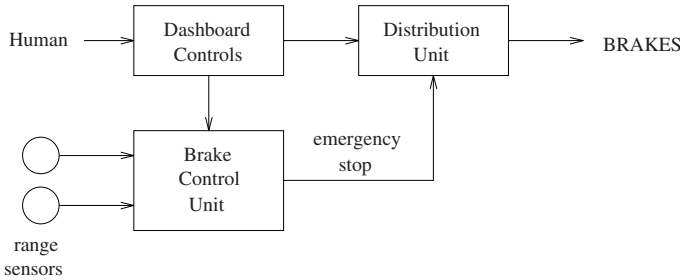 Human
Dashboard
Controls
Distribution
Unit
BRAKES
emergency
stop
Brake
Control
Unit
range
sensors